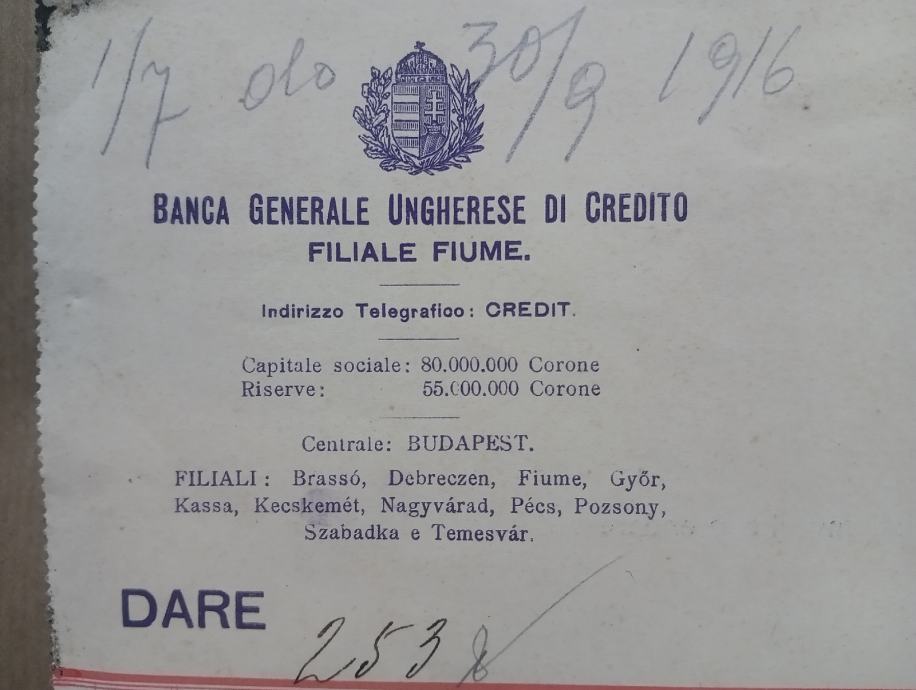 1/7 do 30/9 1916
BANCA GENERALE UNGHERESE DI CREDITO
FILIALE FIUME.
Indirizzo Telegrafico: CREDIT.
Capitale sociale: 80.000.000 Corone
Riserve: 55.000.000 Corone
Centrale: BUDAPEST.
FILIALI: Brassó, Debreczen, Fiume, Győr,
Kassa, Kecskemét, Nagyvárad, Pécs, Pozsony,
Szabadka e Temesvár.
DARE
253